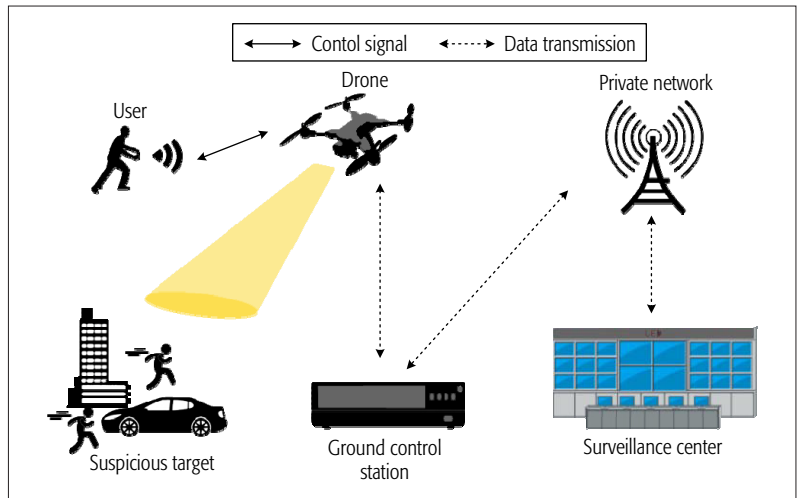 Contol signal
Data transmission
Drone
Private network
User
Suspicious target
Ground control
station
Surveillance center